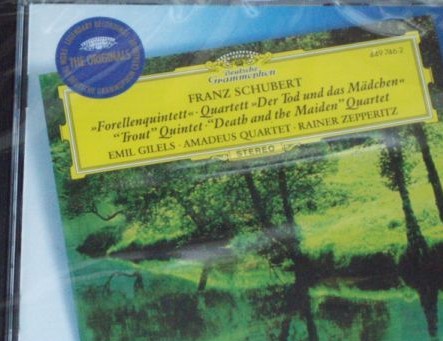 THE ORIGINALS
Deutsche
Grammophon
449 786-2
FRANZ SCHUBERT
»Forellenquintett« · Quartett »Der Tod und das Mädchen«
"Trout" Quintet · "Death and the Maiden" Quartet
EMIL GILELS · AMADEUS QUARTET · RAINER ZEPPERITZ
STEREO